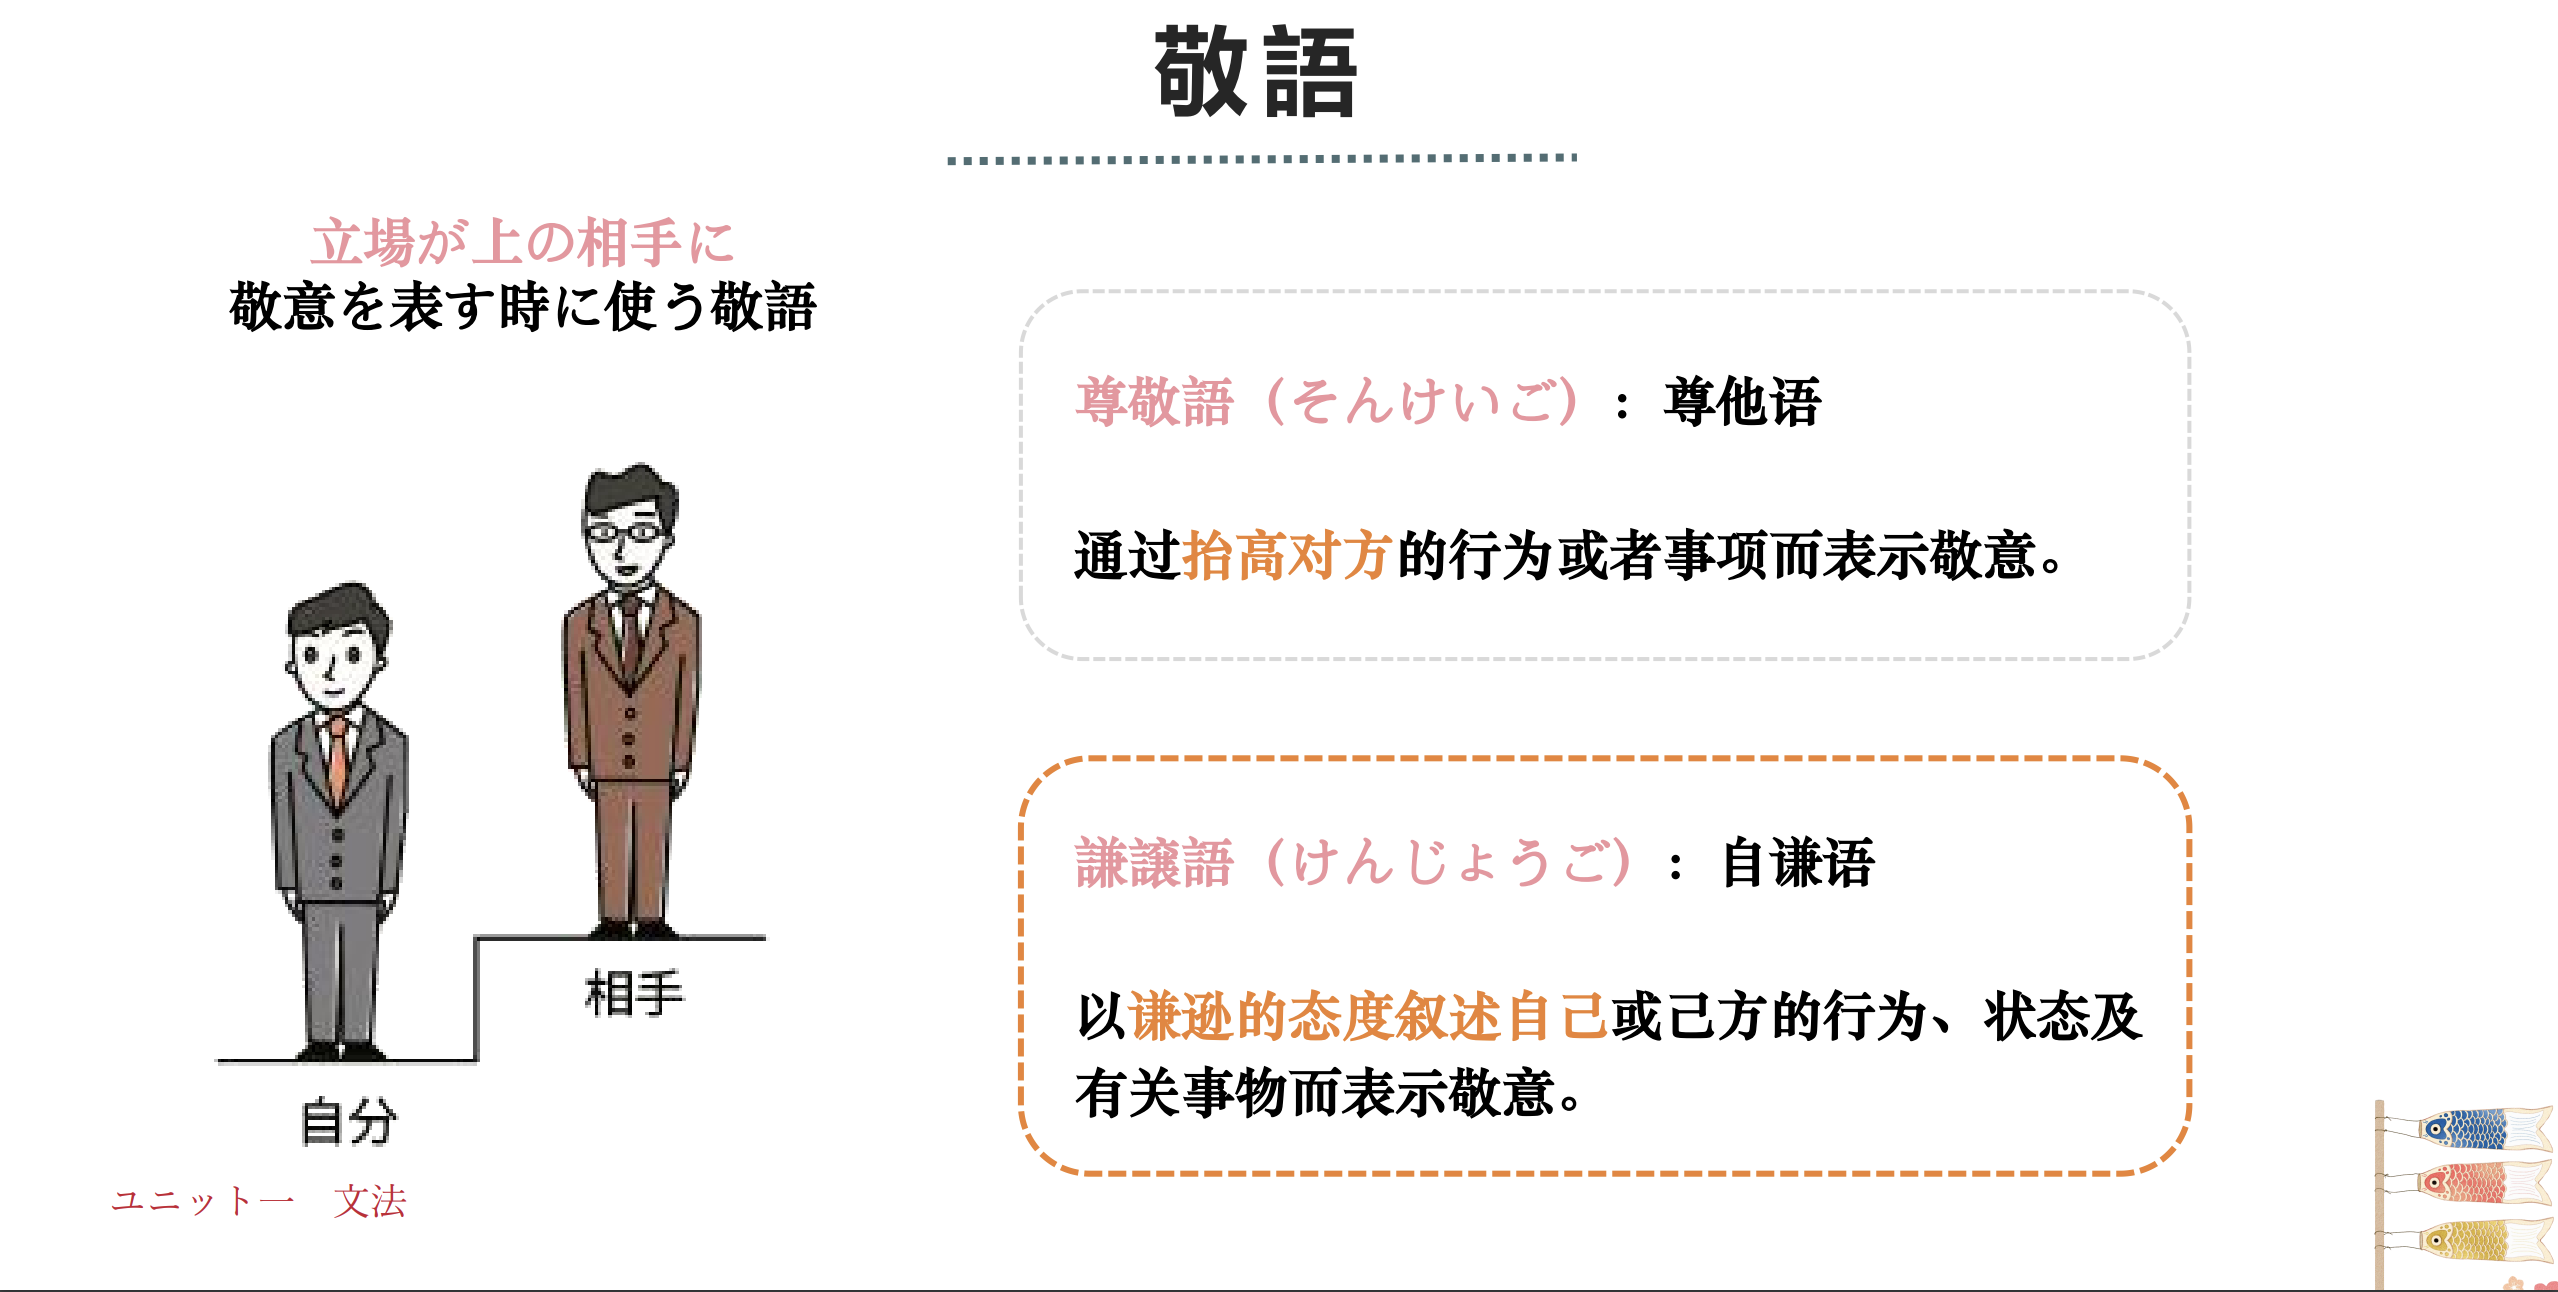 敬語
立場が上の相手に
敬意を表す時に使う敬語
尊敬語（そんけいご）：尊他语
通过抬高对方的行为或者事项而表示敬意。
謙譲語（けんじょうご）：自谦语
以谦逊的态度叙述自己或己方的行为、状态及
有关事物而表示敬意。
相手
自分
ユニット一　文法